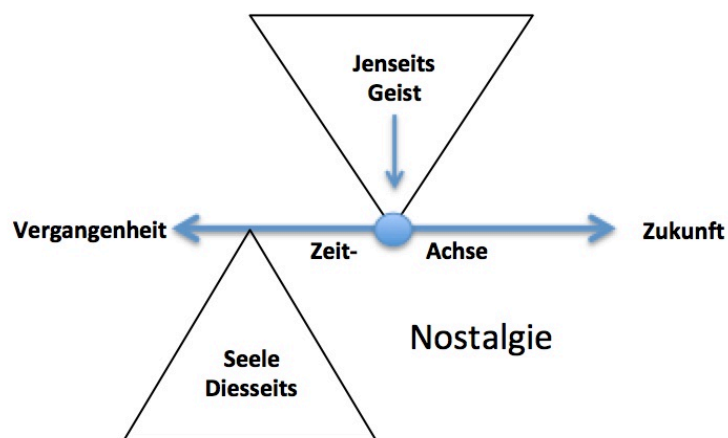 Jenseits
Geist
Vergangenheit
Zukunft
Zeit-
Achse
Nostalgie
Seele
Diesseits